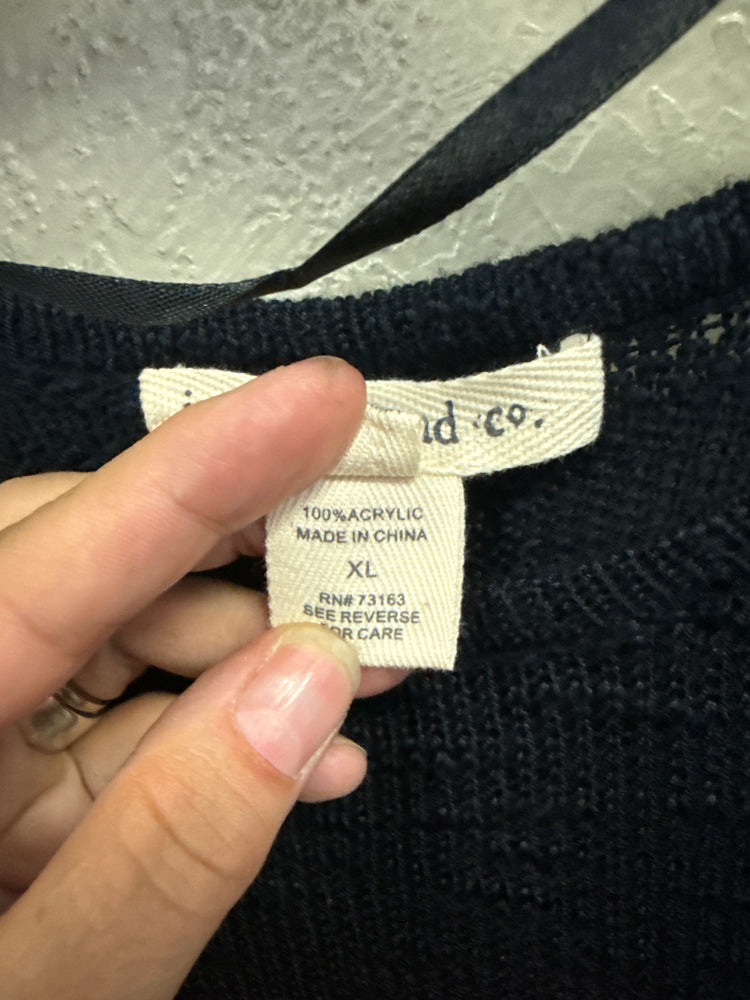 ·co.
100%ACRYLIC
MADE IN CHINA
XL
RN# 73163
SEE REVERSE
FOR CARE